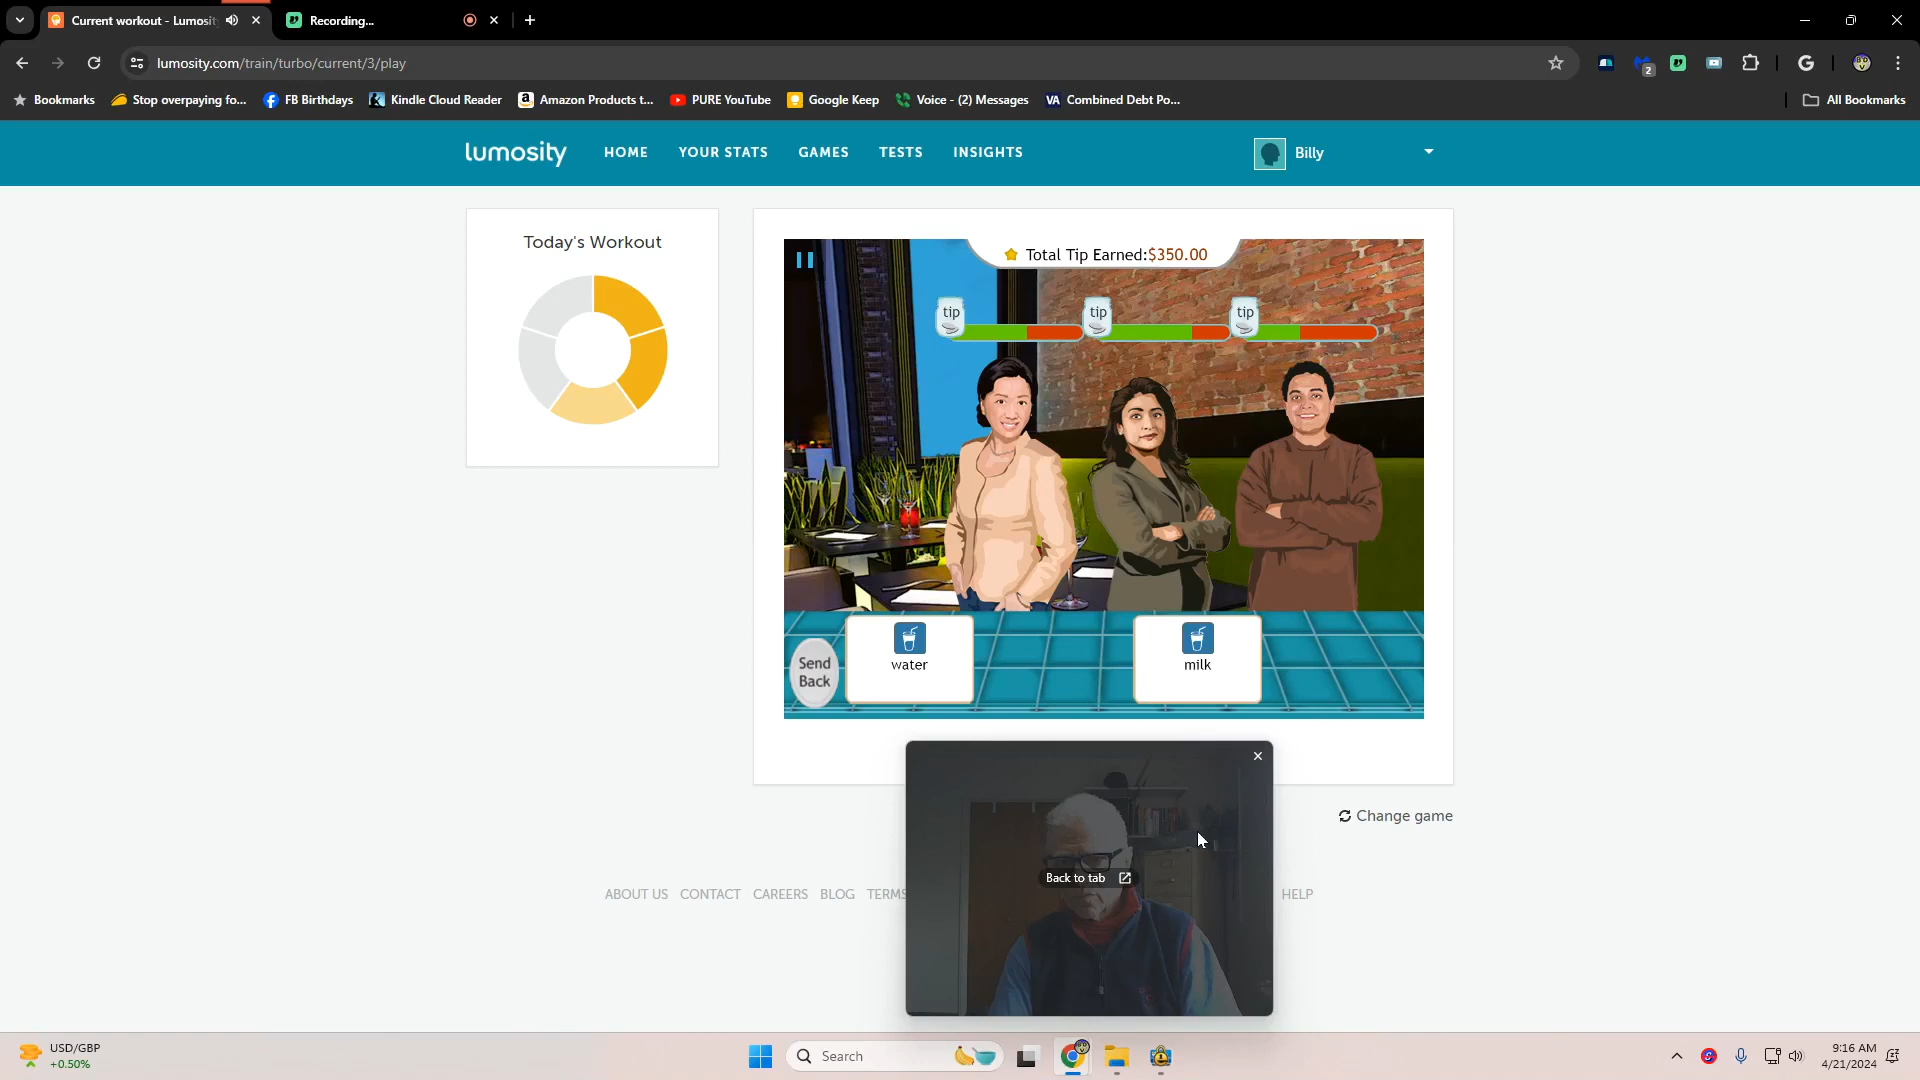 Current workout - Lumosit
Recording...
lumosity.com/train/turbo/current/3/play
2
G
Bookmarks
Stop overpaying fo...
FB Birthdays
Kindle Cloud Reader
Amazon Products t...
PURE YouTube
Google Keep
Voice - (2) Messages
VA Combined Debt Po...
All Bookmarks
lumosity
HOME
YOUR STATS
GAMES
TESTS
INSIGHTS
Billy
Today's Workout
Total Tip Earned:$350.00
tip
tip
tip
Send
Back
water
milk
Back to tab
Change game
ABOUT US
CONTACT
CAREERS
BLOG
TERMS
HELP
USD/GBP
+0.50%
Search
9:16 AM
4/21/2024